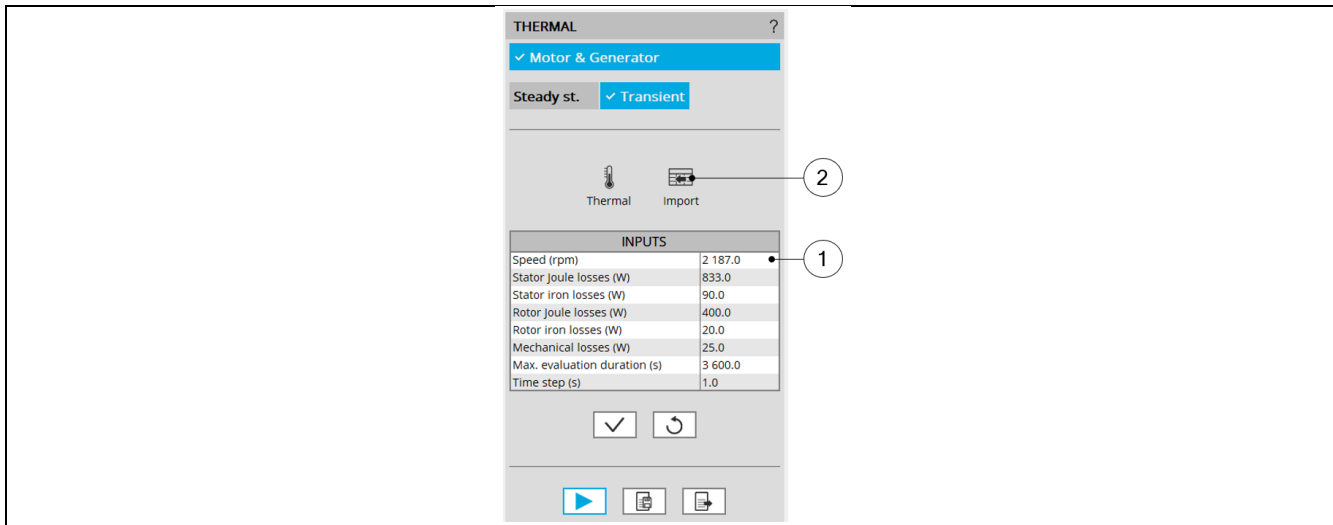 THERMAL ?
✓ Motor & Generator
Steady st. ✓ Transient
Thermal Import
2
INPUTS
Speed (rpm) 2 187.0
1
Stator Joule losses (W) 833.0
Stator iron losses (W) 90.0
Rotor Joule losses (W) 400.0
Rotor iron losses (W) 20.0
Mechanical losses (W) 25.0
Max. evaluation duration (s) 3 600.0
Time step (s) 1.0